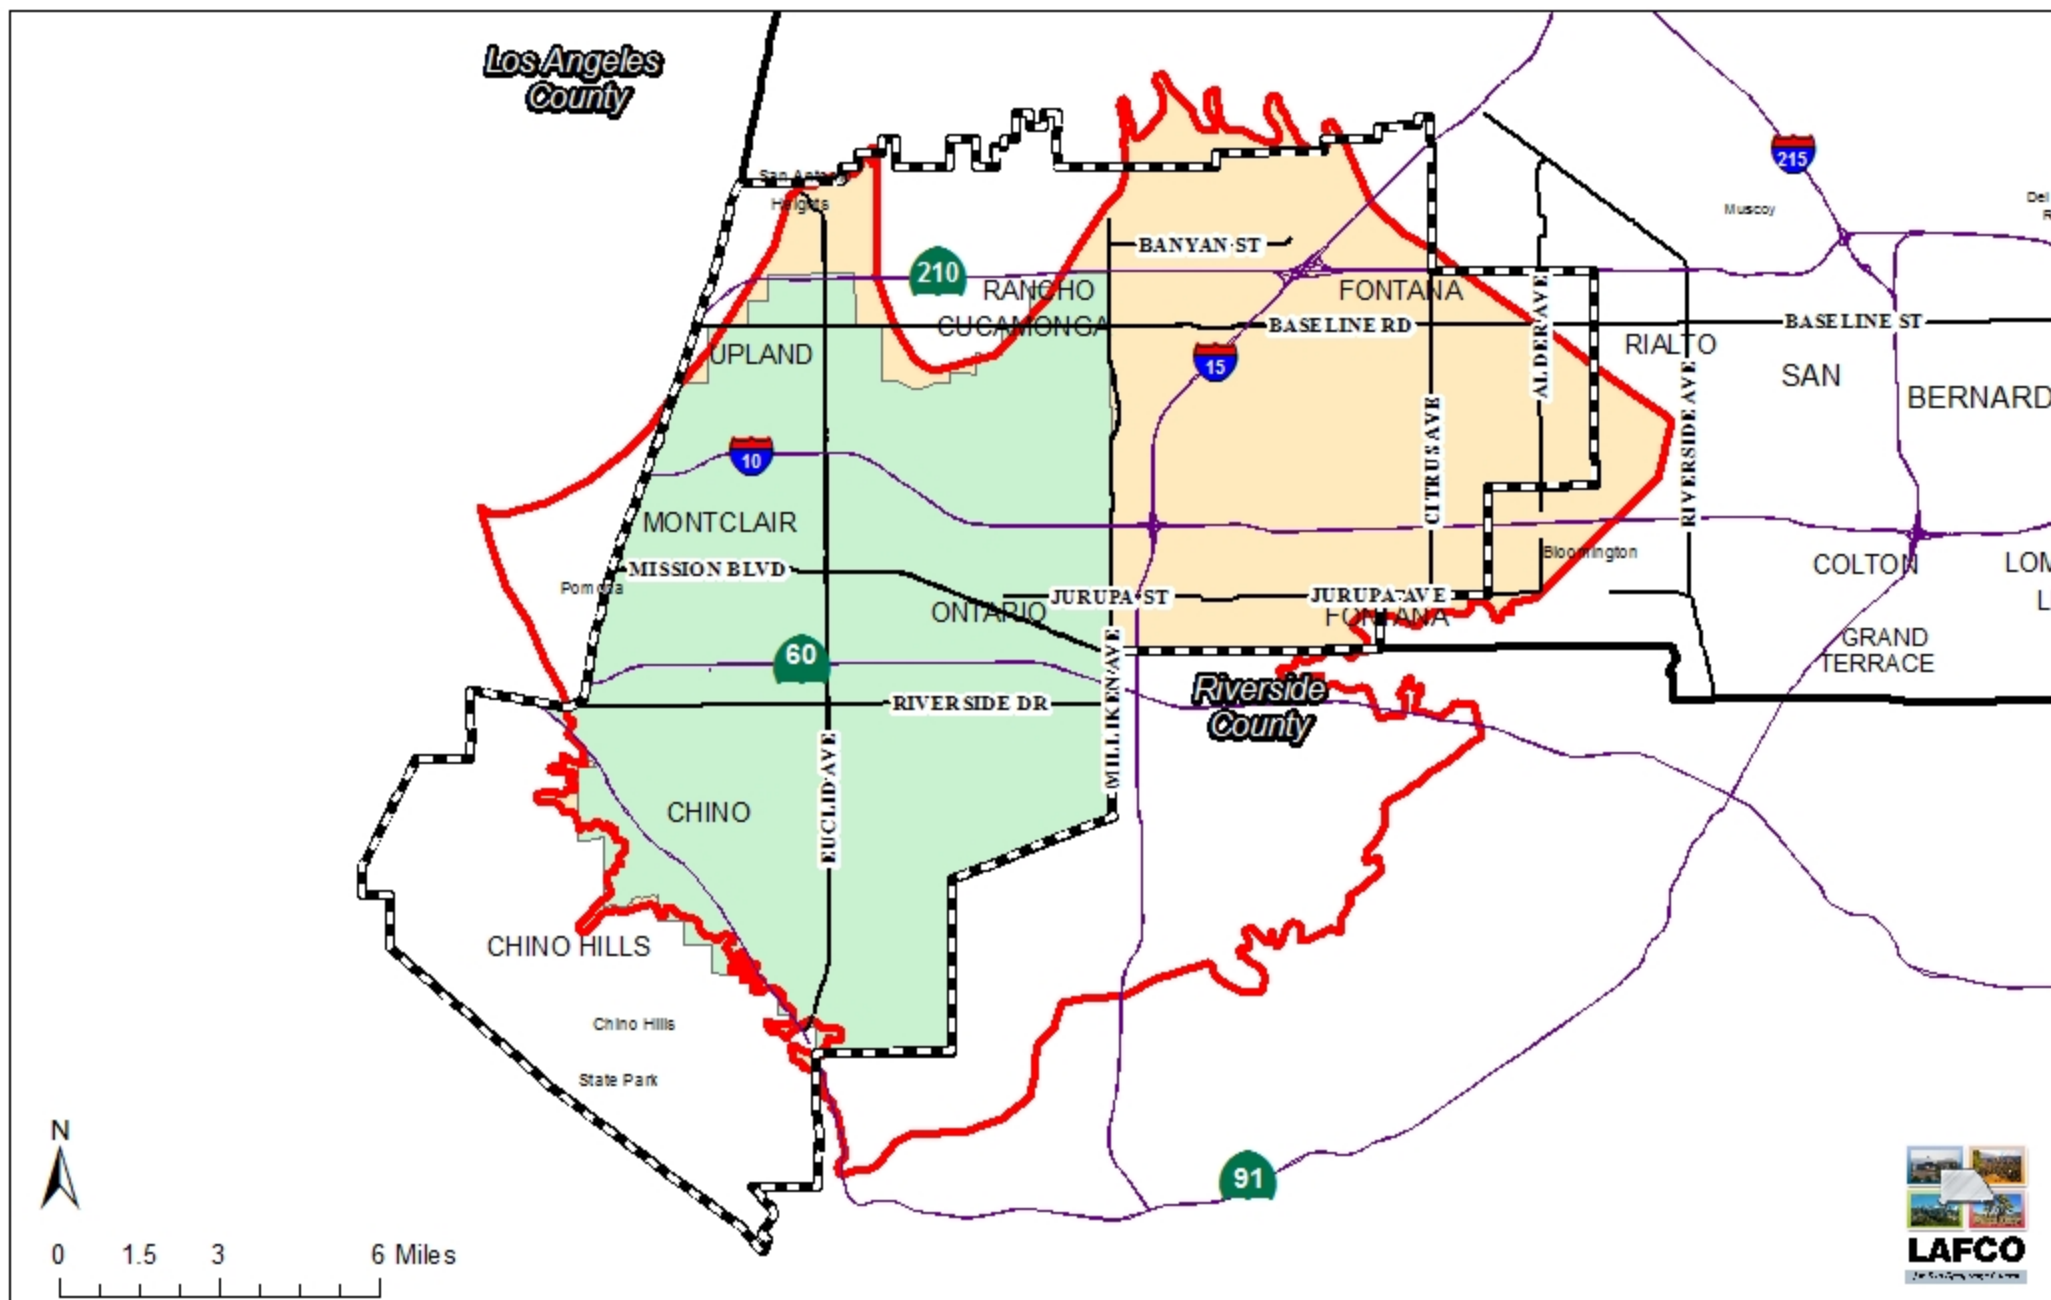 Los Angeles
County
215
San Antonio
Heights
Muscoy
Del
R
BANYAN ST
210
RANCHO
CUCAMONGA
FONTANA
BASELINE RD
BASELINE ST
UPLAND
15
ALDER AVE
RIALTO
SAN
BERNARD
RIVERSIDE AVE
CITRUS AVE
10
MONTCLAIR
Bloomington
COLTON
LOM
L
MISSION BLVD
Pomona
JURUPA ST
JURUPA AVE
ONTARIO
FONTANA
GRAND
TERRACE
60
MILLIKEN AVE
Riverside
County
RIVERSIDE DR
EUCLID AVE
CHINO
CHINO HILLS
Chino Hills
State Park
N
91
0 1.5 3 6 Miles
LAFCO